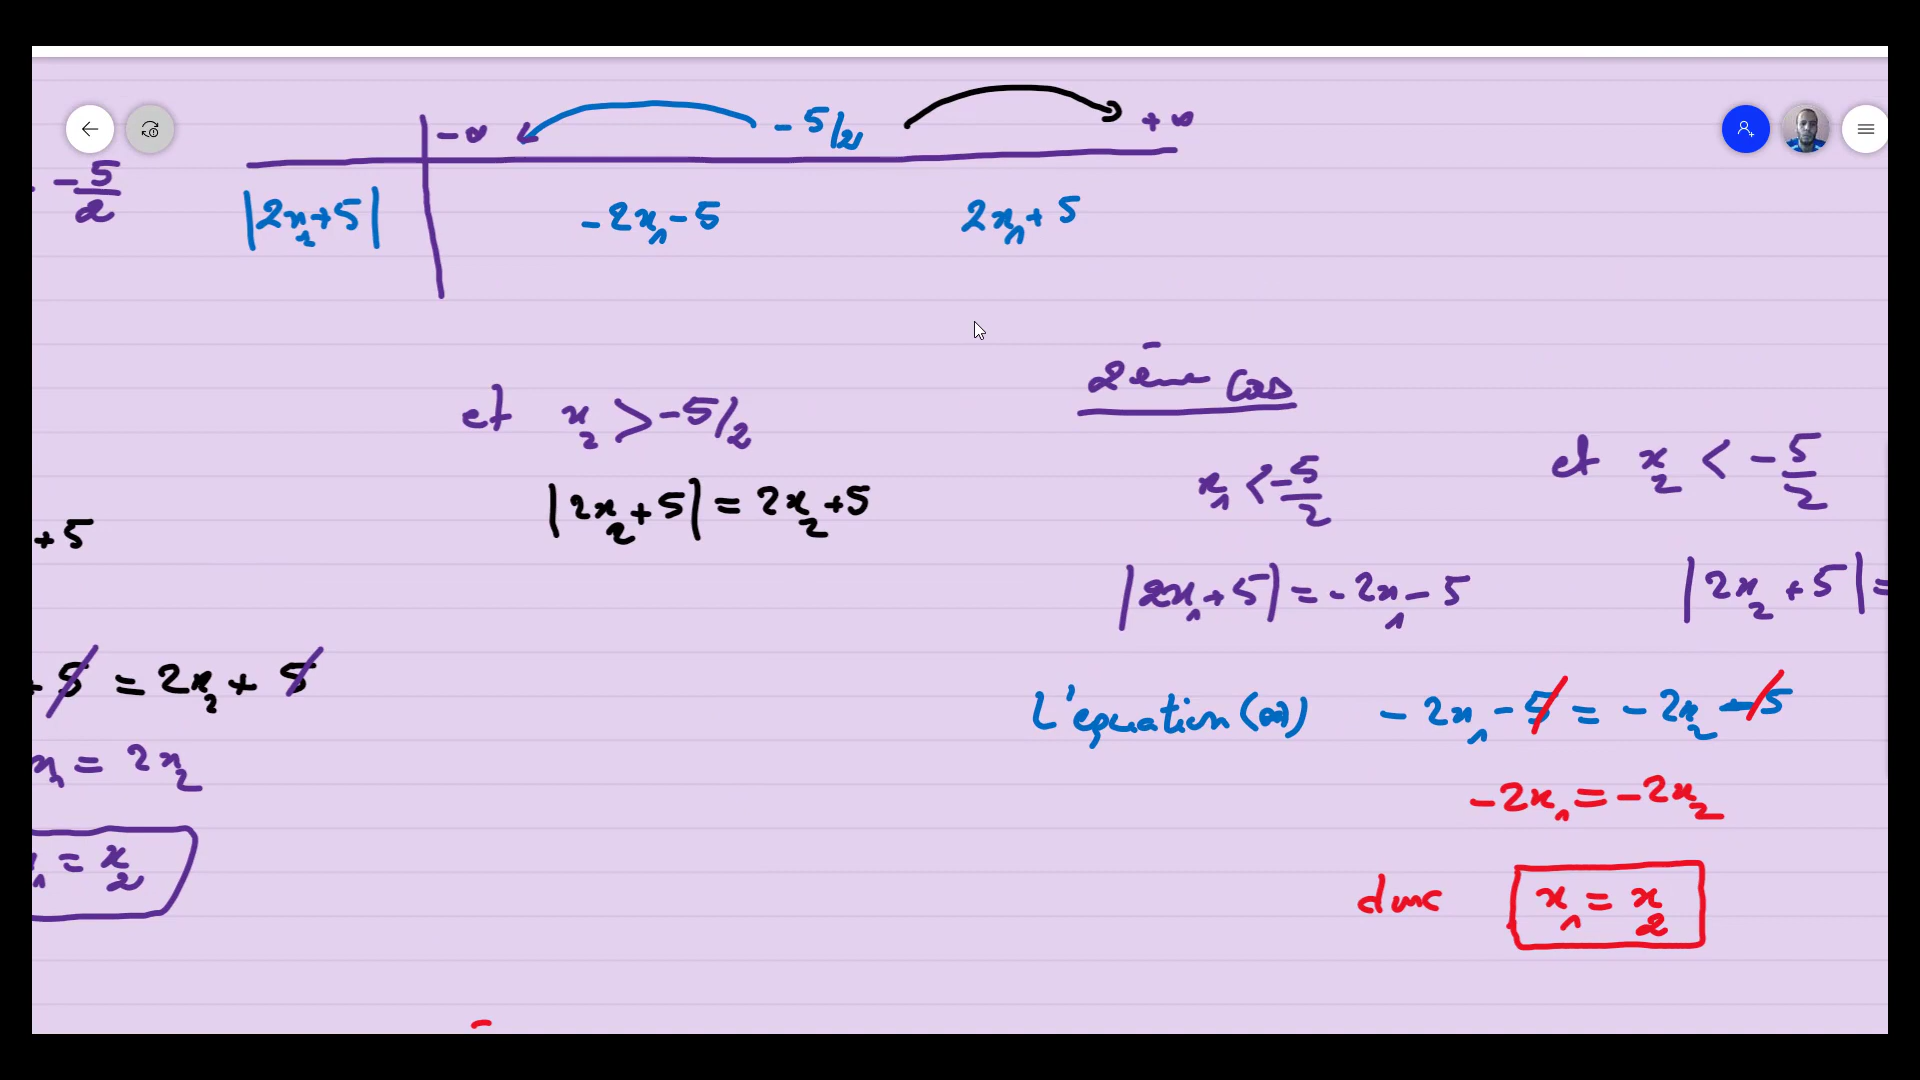 -∞ -5/2 +∞
- 5/2
|2x₂+5| -2x₁-5 2x₁+5
2ème Cas
et x₂ > -5/2
x₁ < -5/2 et x₂ < -5/2
|2x₂+5| = 2x₂+5
+5
|2x₁+5| = -2x₁-5 |2x₂+5| =
+ 5 = 2x₂ + 5
L'équation -2x₁ - 5 = -2x₂ - 5
x₁ = 2x₂
-2x₁ = -2x₂
x₁ = x₂
donc x₁ = x₂